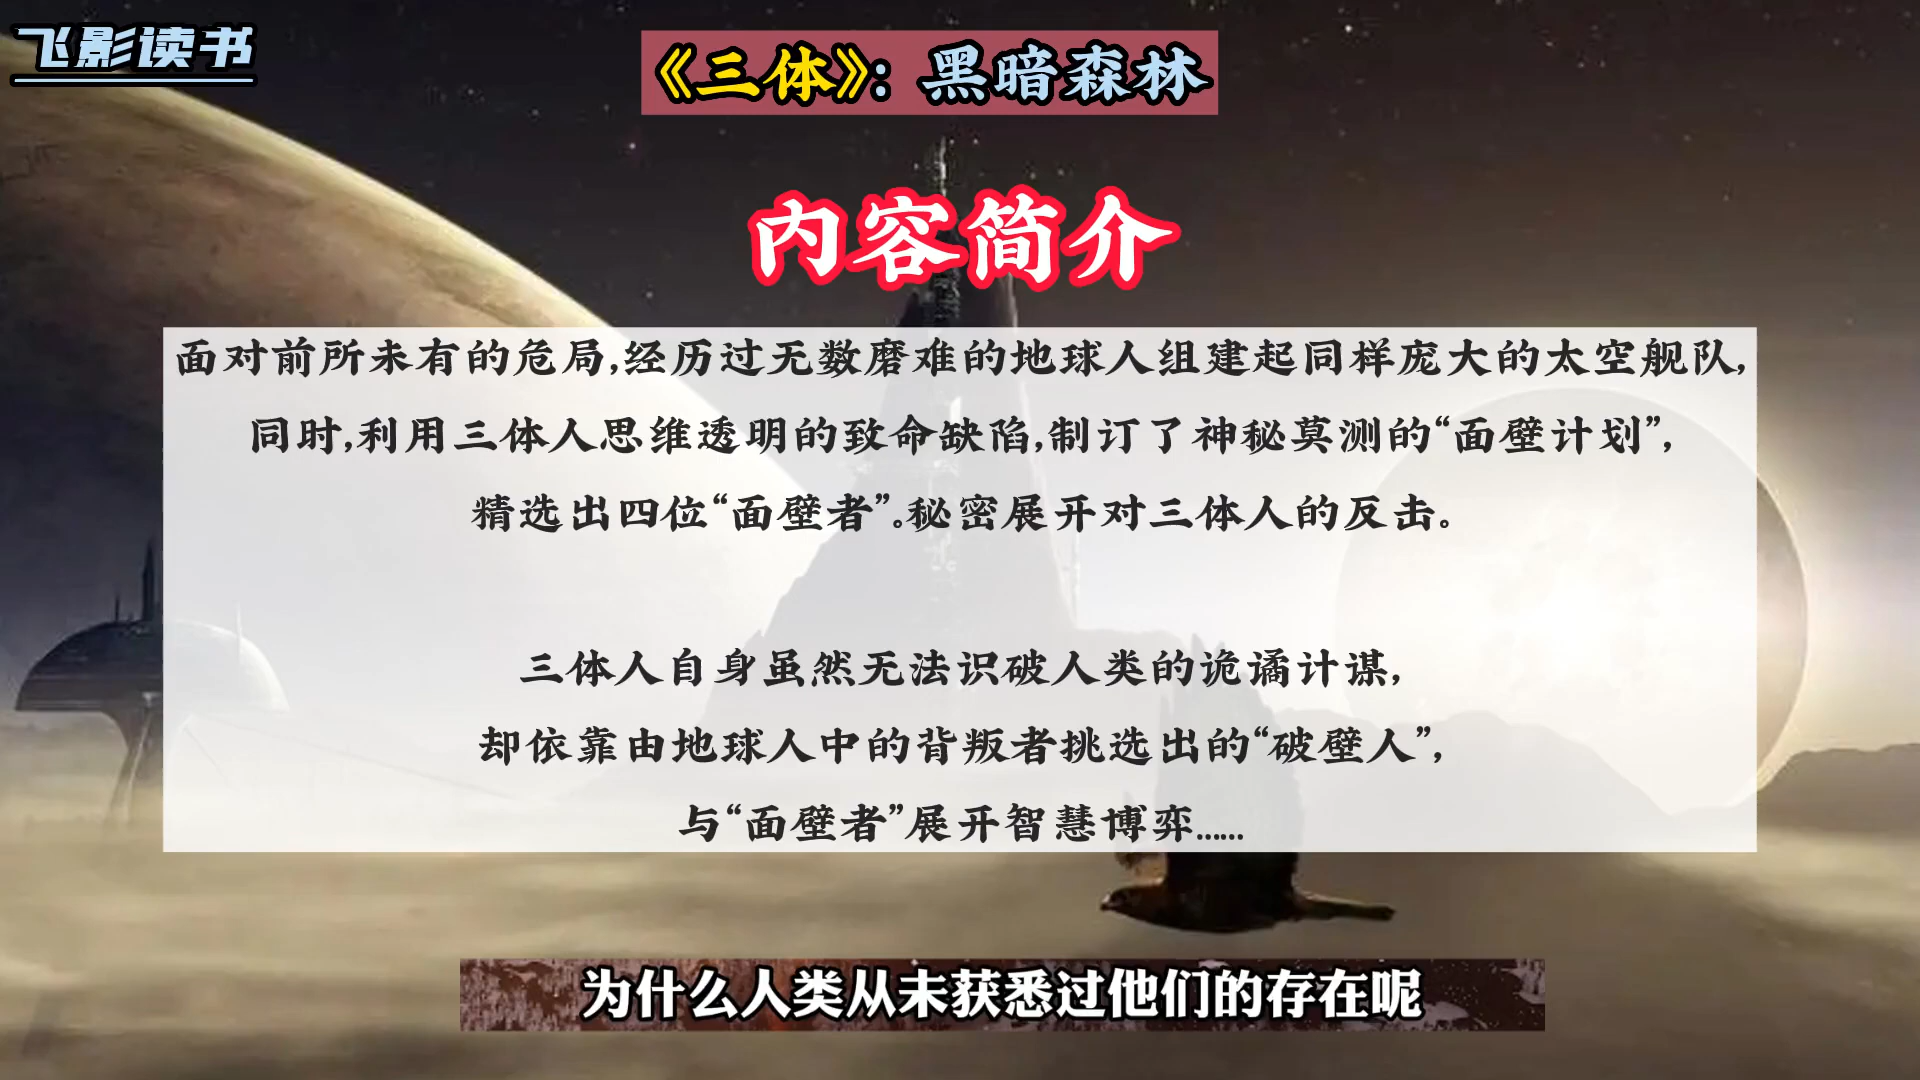 飞影读书
《三体》：黑暗森林
内容简介
面对前所未有的危局,经历过无数磨难的地球人组建起同样庞大的太空舰队,
同时,利用三体人思维透明的致命缺陷,制订了神秘莫测的“面壁计划”,
精选出四位“面壁者”。秘密展开对三体人的反击。
三体人自身虽然无法识破人类的诡谲计谋,
却依靠由地球人中的背叛者挑选出的“破壁人”,
与“面壁者”展开智慧博弈......
为什么人类从未获悉过他们的存在呢